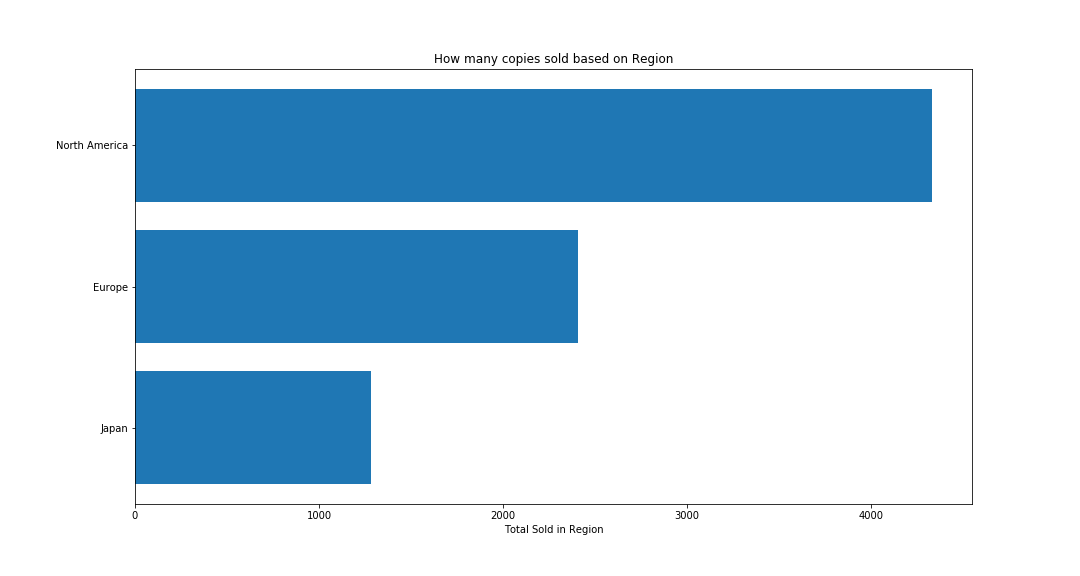 How many copies sold based on Region
North America
Europe
Japan
0 1000 2000 3000 4000
Total Sold in Region